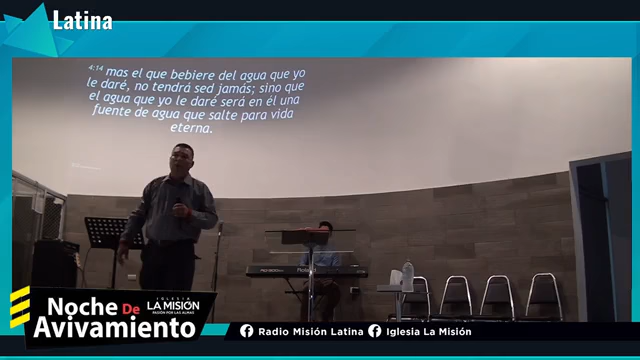 Latina
4:14 mas el que bebiere del agua que yo
le daré, no tendrá sed jamás; sino que
el agua que yo le daré será en él una
fuente de agua que salte para vida
eterna.
Roland
Noche De
Avivamiento
IGLESIA
LA MISIÓN
PASIÓN POR LAS ALMAS
Radio Misión Latina
Iglesia La Misión